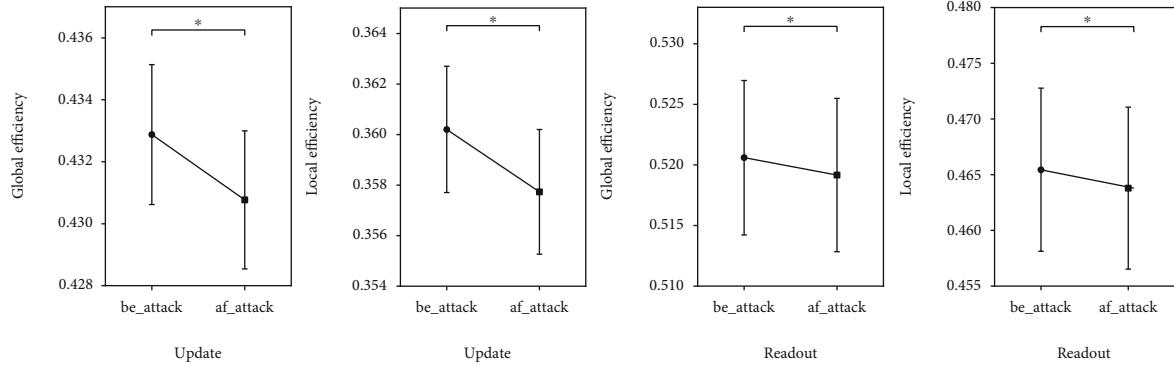 Global efficiency
0.436
0.434
0.432
0.430
0.428
*
be_attack af_attack
Update
Local efficiency
0.364
0.362
0.360
0.358
0.356
0.354
*
be_attack af_attack
Update
Global efficiency
0.530
0.525
0.520
0.515
0.510
*
be_attack af_attack
Readout
Local efficiency
0.480
0.475
0.470
0.465
0.460
0.455
*
be_attack af_attack
Readout